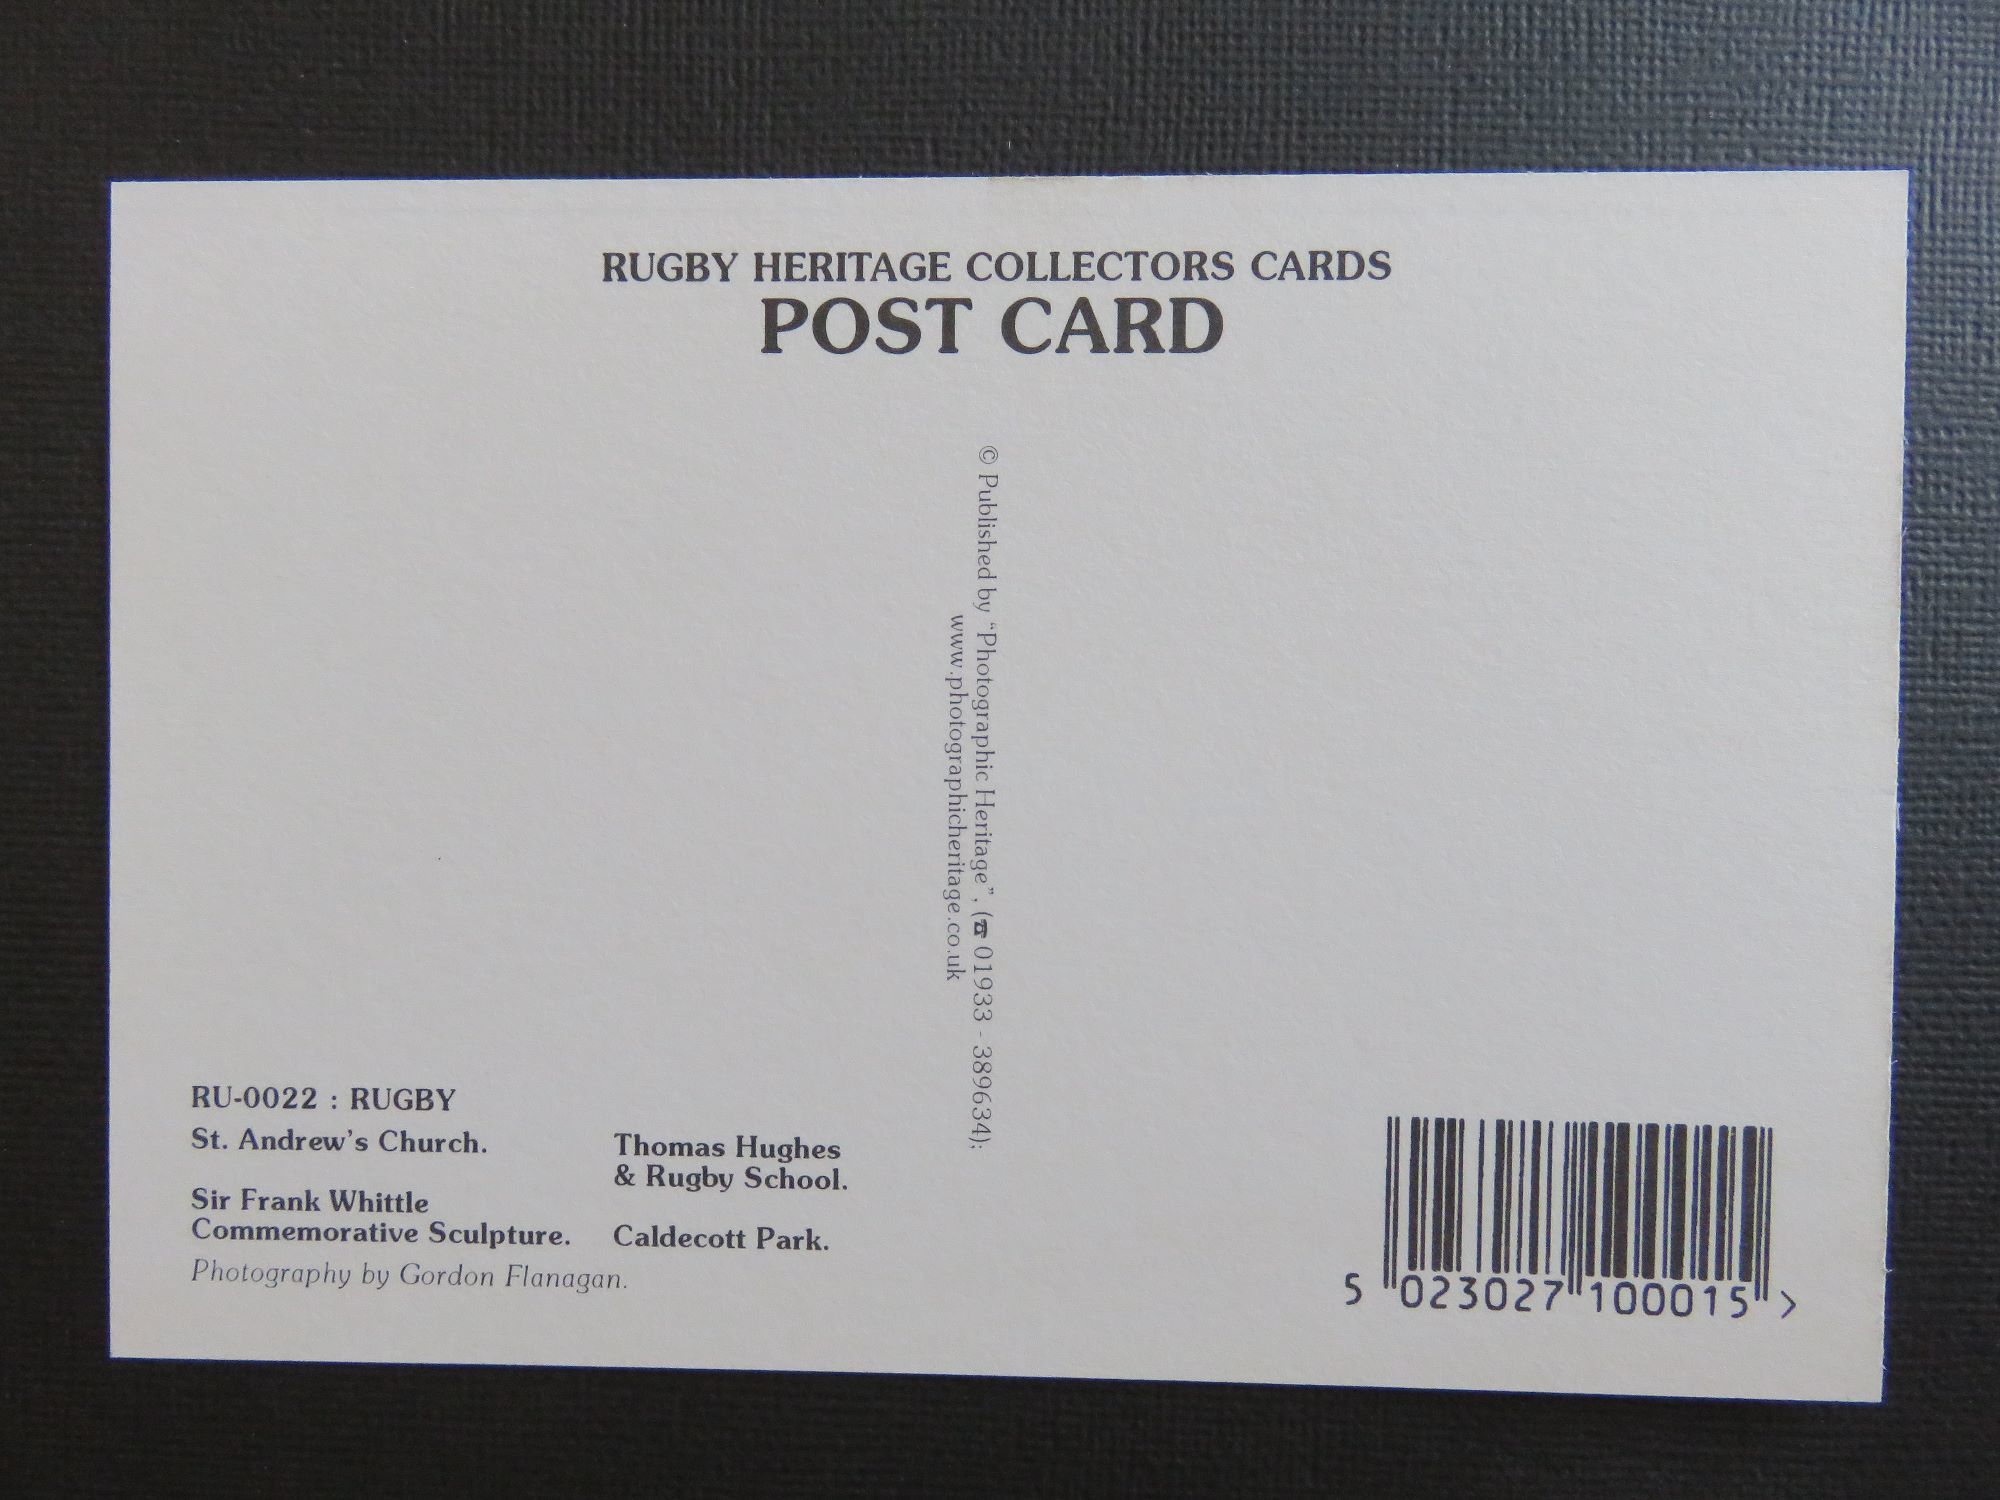 RUGBY HERITAGE COLLECTORS CARDS
POST CARD
© Published by “Photographic Heritage”, (☎ 01933 - 389634);
www.photographicheritage.co.uk
RU-0022 : RUGBY
St. Andrew's Church.
Sir Frank Whittle
Commemorative Sculpture.
Thomas Hughes
& Rugby School.
Caldecott Park.
Photography by Gordon Flanagan.
5 023027 100015 >